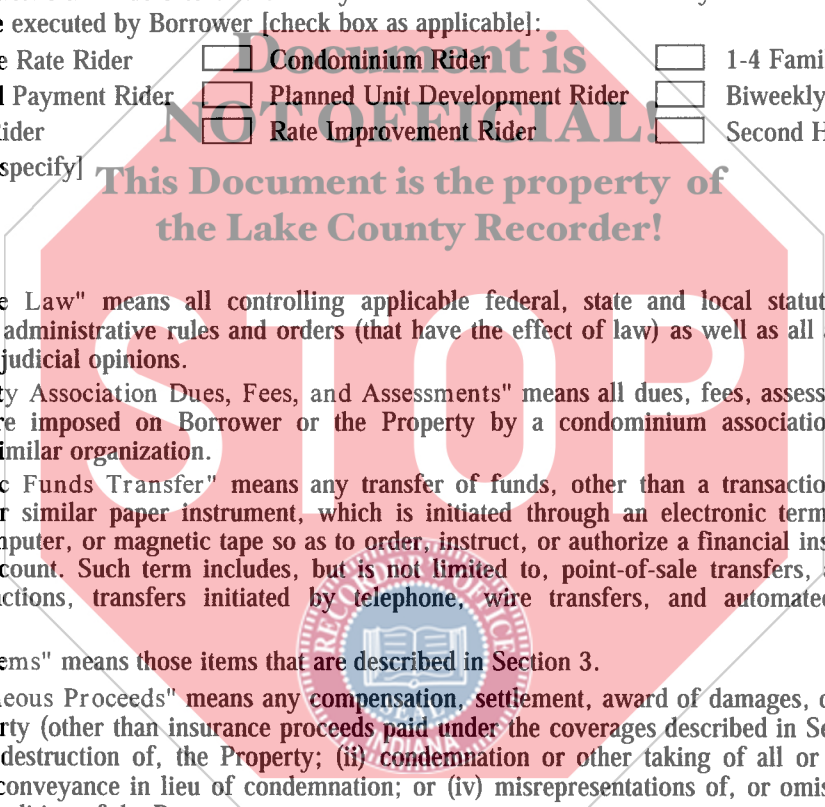 e executed by Borrower [check box as applicable]:
Document is
e Rate Rider Condominium Rider 1-4 Fami
l Payment Rider Planned Unit Development Rider Biweekly
NOT OFFICIAL!
ider Rate Improvement Rider Second H
specify]
This Document is the property of
the Lake County Recorder!
e Law" means all controlling applicable federal, state and local statut
administrative rules and orders (that have the effect of law) as well as all
judicial opinions.
ty Association Dues, Fees, and Assessments" means all dues, fees, assess
re imposed on Borrower or the Property by a condominium associatio
imilar organization.
c Funds Transfer" means any transfer of funds, other than a transactio
r similar paper instrument, which is initiated through an electronic term
nputer, or magnetic tape so as to order, instruct, or authorize a financial ins
count. Such term includes, but is not limited to, point-of-sale transfers,
ctions, transfers initiated by telephone, wire transfers, and automated
ems" means those items that are described in Section 3.
eous Proceeds" means any compensation, settlement, award of damages,
rty (other than insurance proceeds paid under the coverages described in Se
destruction of, the Property; (ii) condemnation or other taking of all or
conveyance in lieu of condemnation; or (iv) misrepresentations of, or omis
STOP
RECORDER'S OFFICE
SEAL
INDIANA